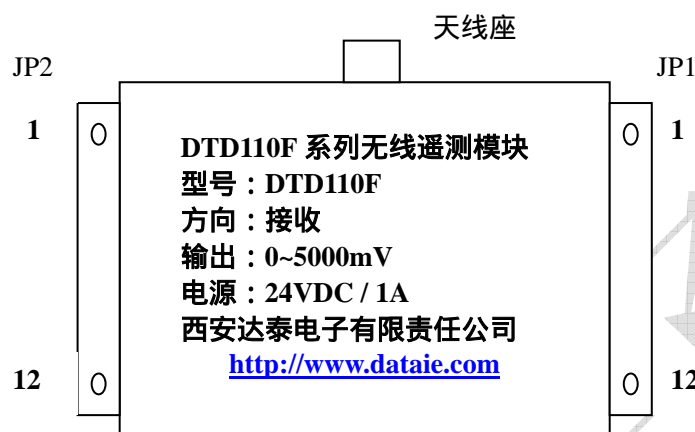 天线座
JP2
JP1
1
1
DTD110F 系列无线遥测模块
型号：DTD110F
方向：接收
输出：0~5000mV
电源：24VDC / 1A
西安达泰电子有限责任公司
http://www.dataie.com
12
12